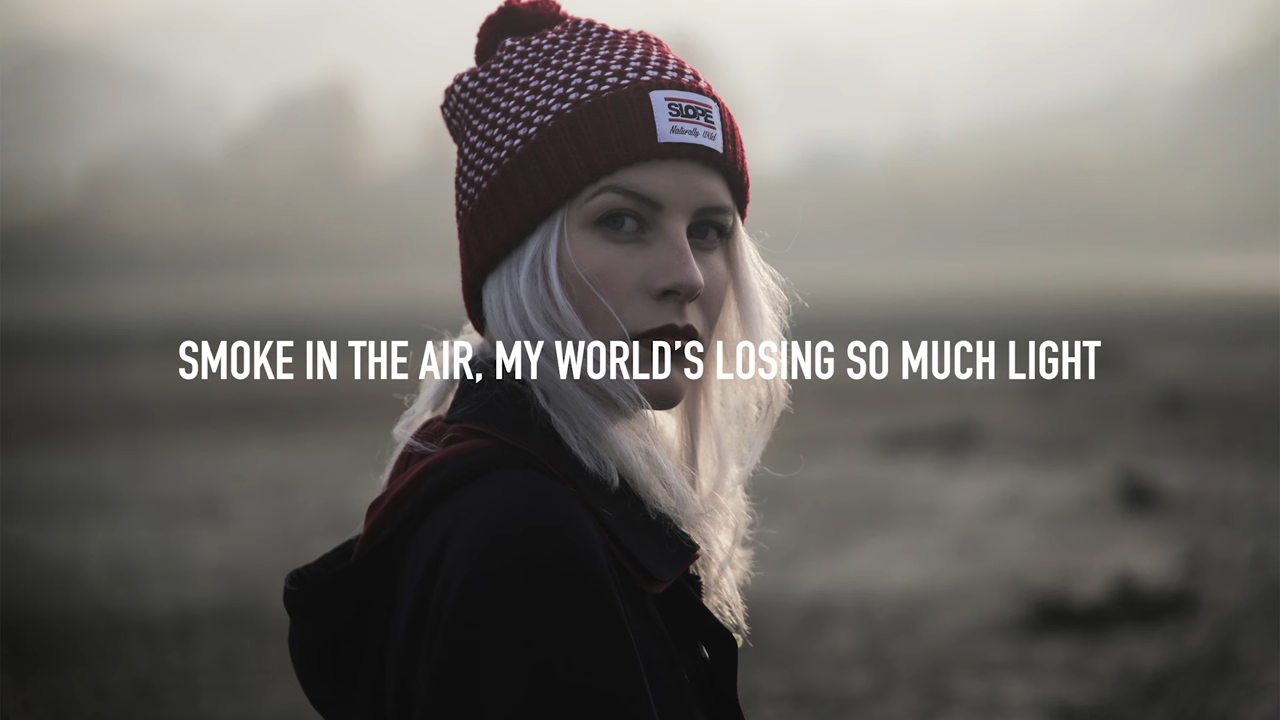 SLOPE
Naturally Wild
SMOKE IN THE AIR, MY WORLD'S LOSING SO MUCH LIGHT